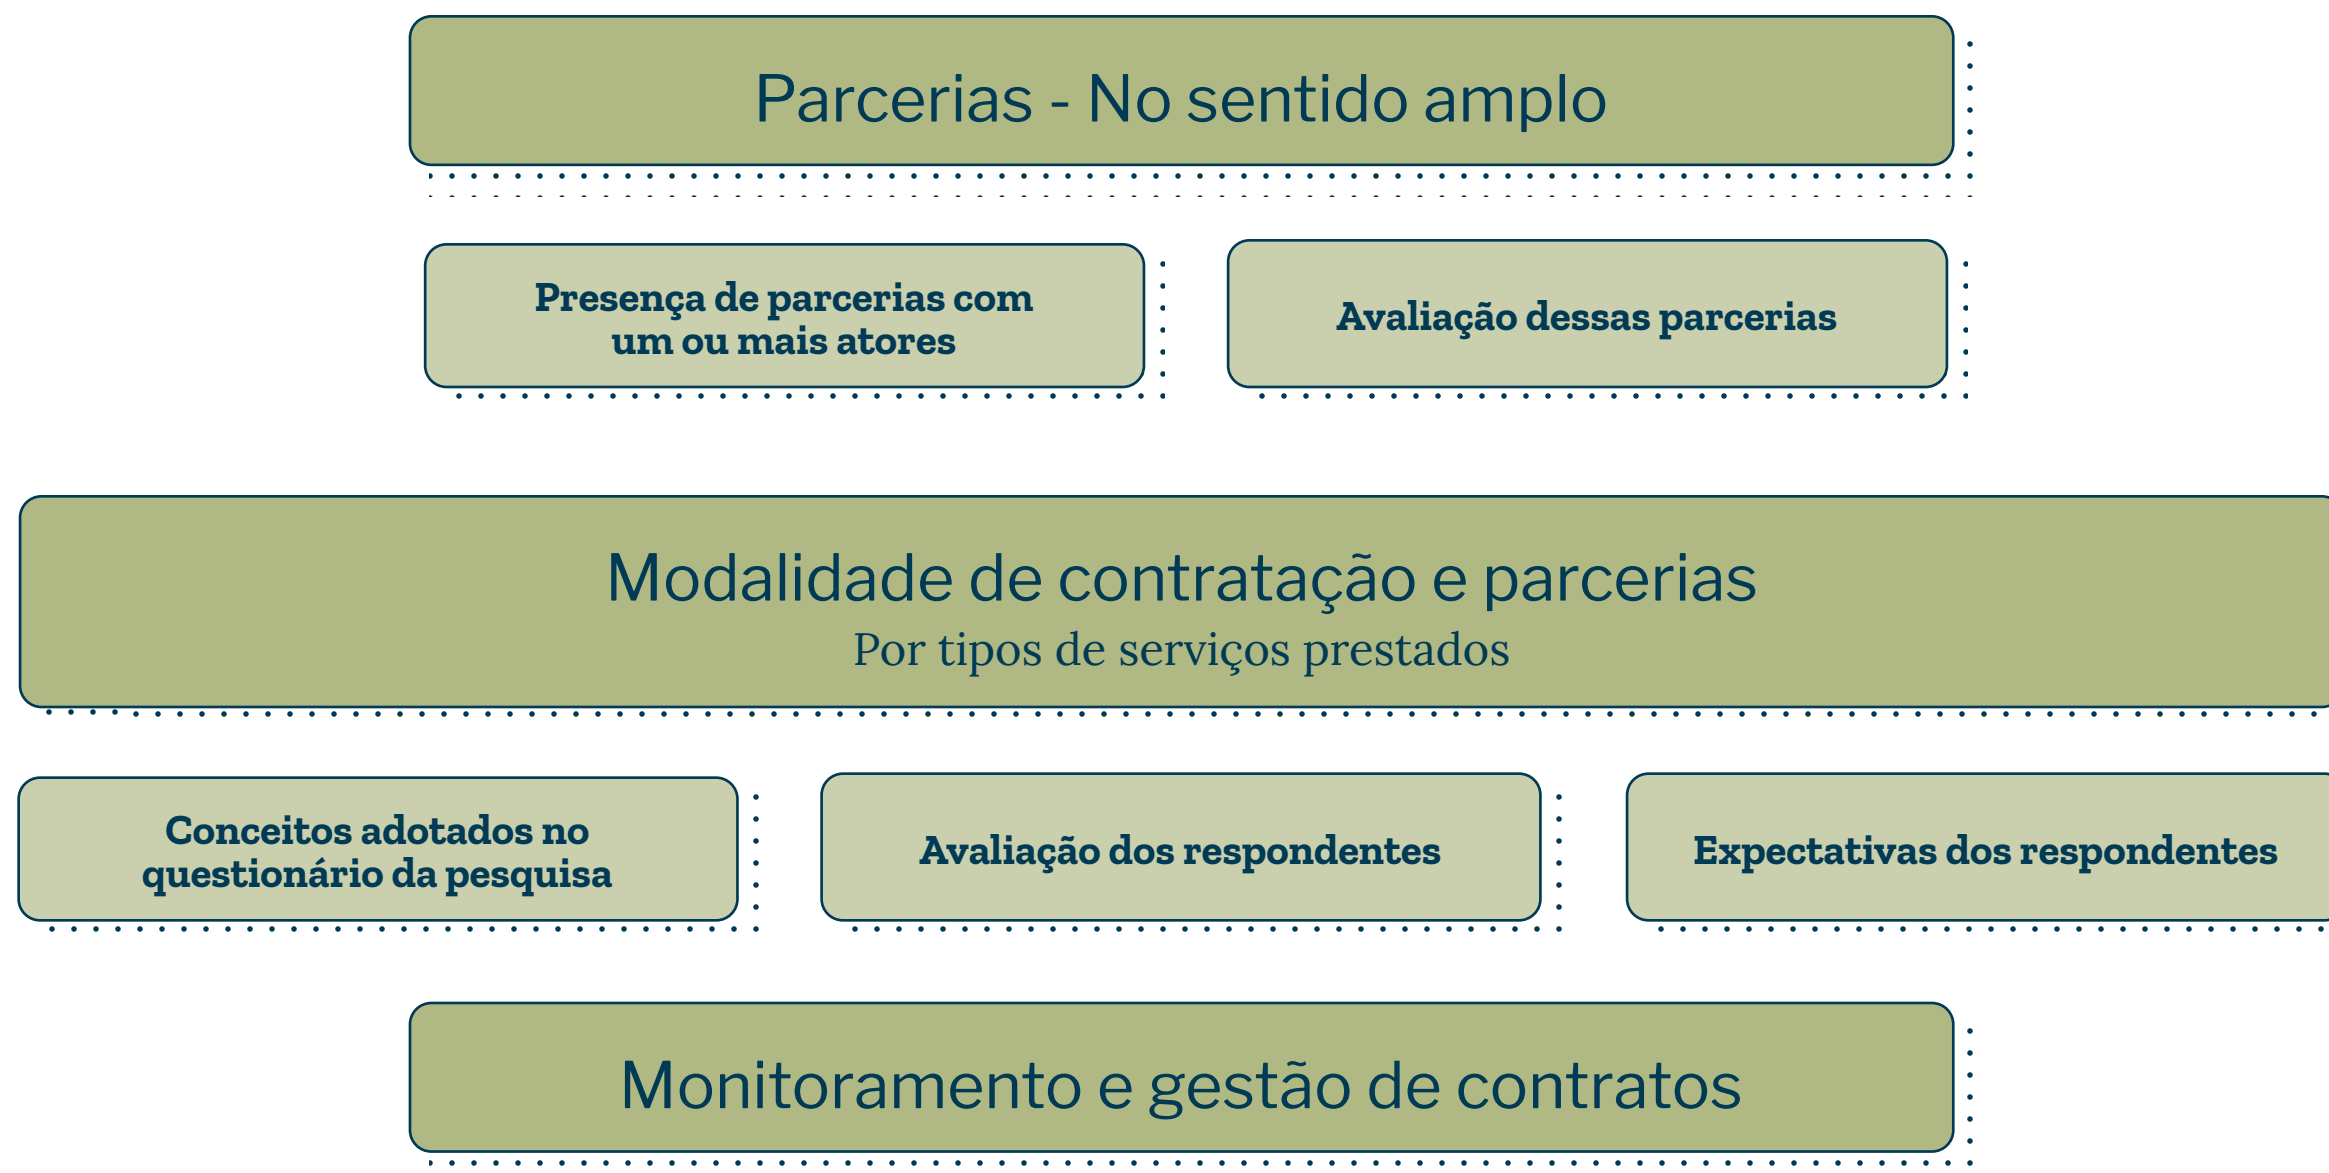 Parcerias - No sentido amplo
Presença de parcerias com
um ou mais atores
Avaliação dessas parcerias
Modalidade de contratação e parcerias
Por tipos de serviços prestados
Conceitos adotados no
questionário da pesquisa
Avaliação dos respondentes
Expectativas dos respondentes
Monitoramento e gestão de contratos